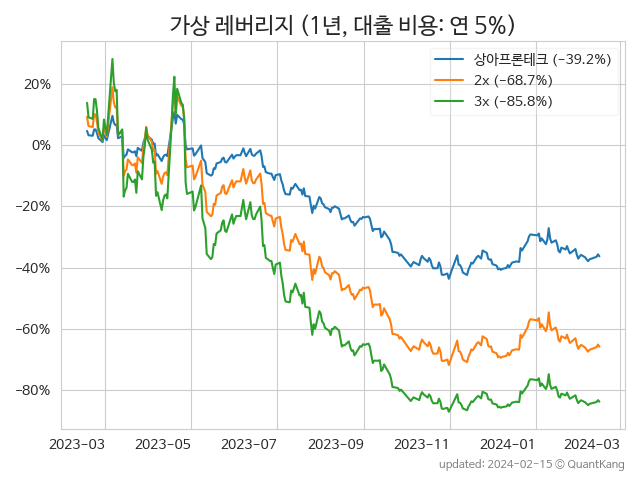 가상 레버리지 (1년, 대출 비용: 연 5%)
상아프론테크 (-39.2%)
2x (-68.7%)
3x (-85.8%)
20%
0%
-20%
-40%
-60%
-80%
2023-03 2023-05 2023-07 2023-09 2023-11 2024-01 2024-03
updated: 2024-02-15 © QuantKang